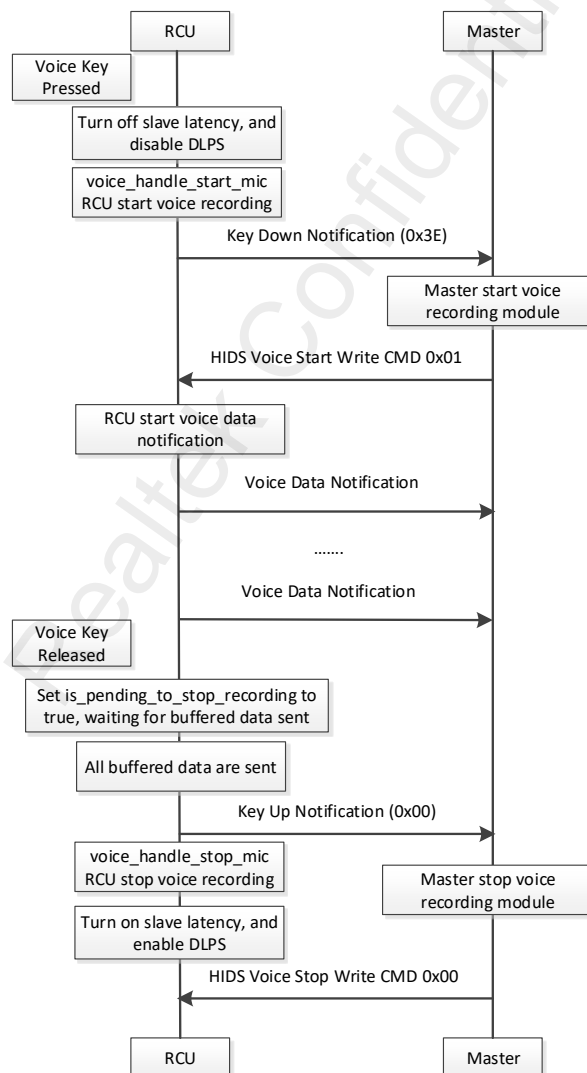 RCU
Master
Voice Key
Pressed
Turn off slave latency, and
disable DLPS
voice_handle_start_mic
RCU start voice recording
Key Down Notification (0x3E)
Master start voice
recording module
HIDS Voice Start Write CMD 0x01
RCU start voice data
notification
Voice Data Notification
…….
Voice Data Notification
Voice Key
Released
Set is_pending_to_stop_recording to
true, waiting for buffered data sent
All buffered data are sent
Key Up Notification (0x00)
voice_handle_stop_mic
RCU stop voice recording
Master stop voice
recording module
Turn on slave latency, and
enable DLPS
HIDS Voice Stop Write CMD 0x00
RCU
Master
Realtek Confidenti